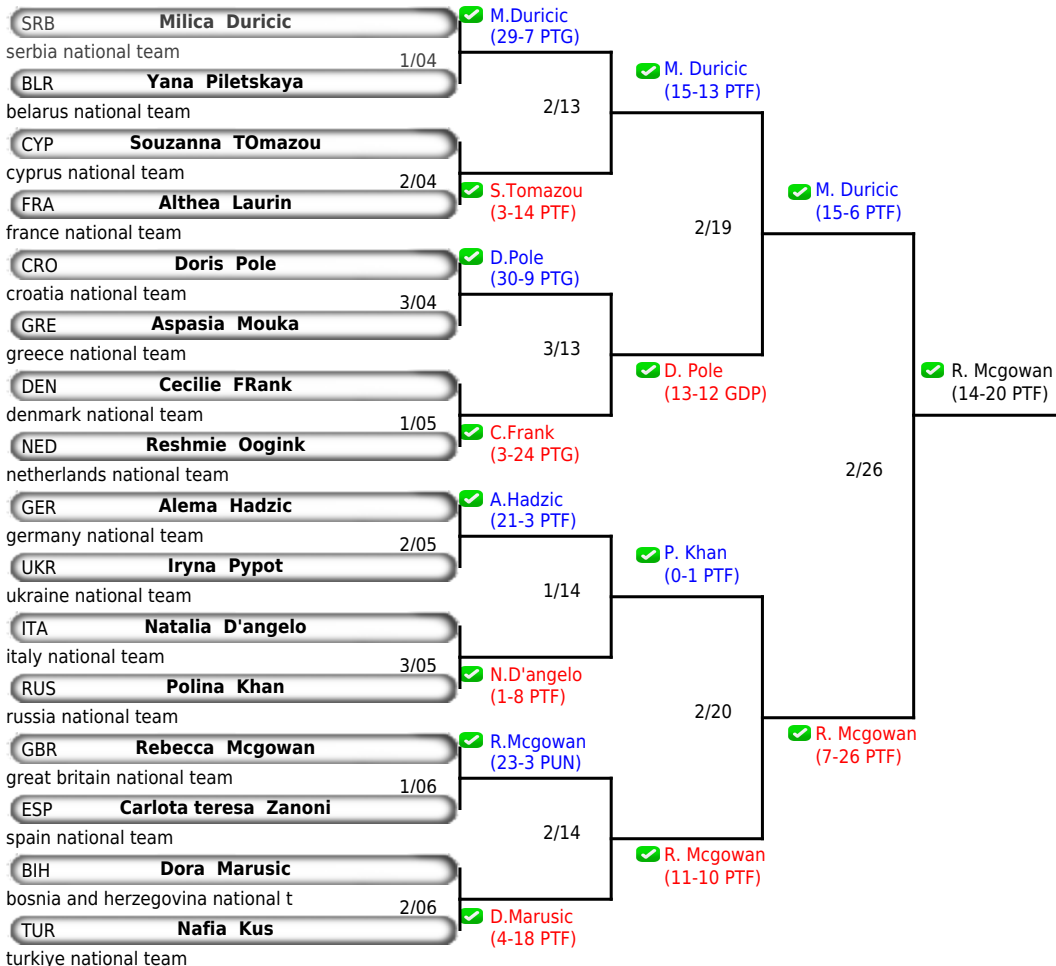 SRB Milica Duricic
serbia national team
1/04
BLR Yana Piletskaya
belarus national team
CYP Souzanna TOmazou
cyprus national team
2/04
FRA Althea Laurin
france national team
CRO Doris Pole
croatia national team
3/04
GRE Aspasia Mouka
greece national team
DEN Cecilie FRank
denmark national team
1/05
NED Reshmie Oogink
netherlands national team
GER Alema Hadzic
germany national team
2/05
UKR Iryna Pypot
ukraine national team
ITA Natalia D'angelo
italy national team
3/05
RUS Polina Khan
russia national team
GBR Rebecca Mcgowan
great britain national team
1/06
ESP Carlota teresa Zanoni
spain national team
BIH Dora Marusic
bosnia and herzegovina national t
2/06
TUR Nafia Kus
turkiye national team
M.Duricic
(29-7 PTG)
2/13
S.Tomazou
(3-14 PTF)
D.Pole
(30-9 PTG)
3/13
C.Frank
(3-24 PTG)
A.Hadzic
(21-3 PTF)
1/14
N.D'angelo
(1-8 PTF)
R.Mcgowan
(23-3 PUN)
2/14
D.Marusic
(4-18 PTF)
M. Duricic
(15-13 PTF)
2/19
D. Pole
(13-12 GDP)
P. Khan
(0-1 PTF)
2/20
R. Mcgowan
(11-10 PTF)
M. Duricic
(15-6 PTF)
2/26
R. Mcgowan
(7-26 PTF)
R. Mcgowan
(14-20 PTF)